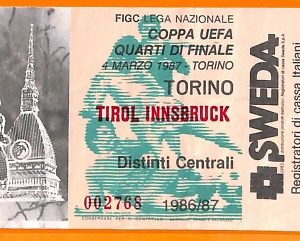 FIGC LEGA NAZIONALE
COPPA UEFA
QUARTI DI FINALE
4 MARZO 1987 - TORINO
TORINO
TIROL INNSBRUCK
Distinti Centrali
002768 1986/87
SWEDA
Registratori di cassa italiani